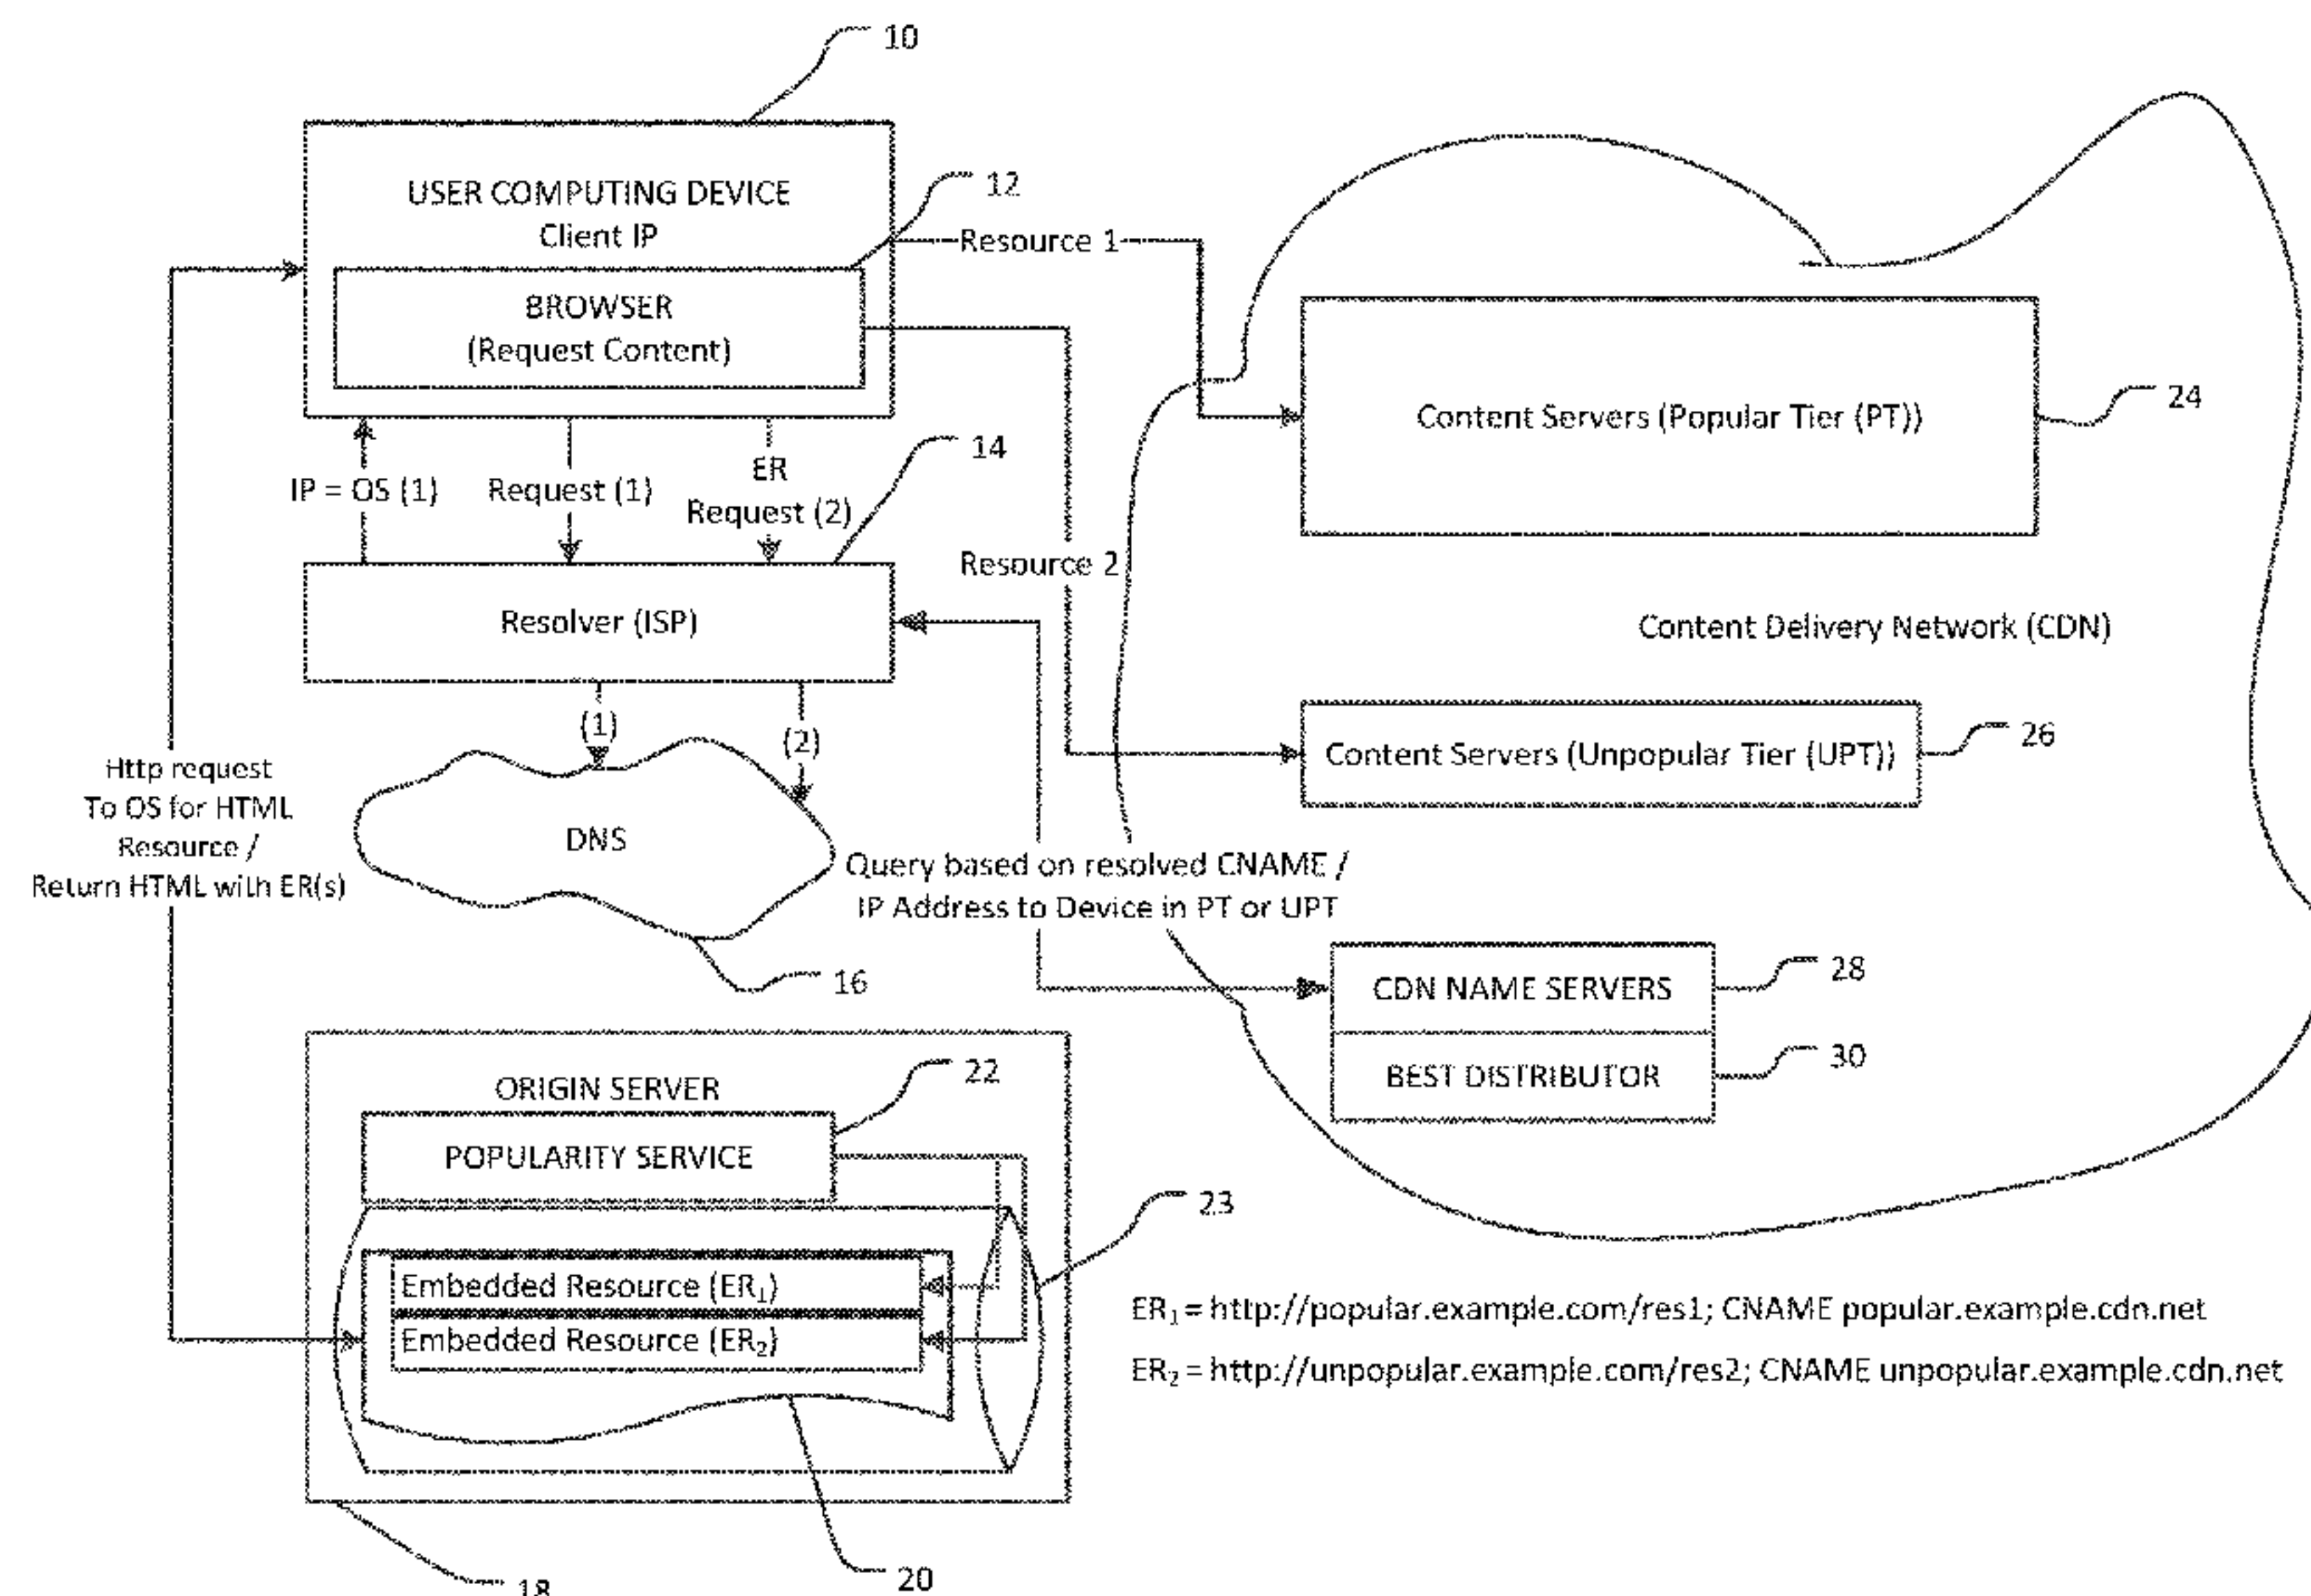 10
USER COMPUTING DEVICE
Client IP
12
Resource 1
BROWSER
(Request Content)
24
Content Servers (Popular Tier (PT))
14
ER
IP = OS (1)
Request (1)
Request (2)
Resource 2
Resolver (ISP)
Content Delivery Network (CDN)
(1)
(2)
26
Content Servers (Unpopular Tier (UPT))
Http request
To OS for HTML
Resource /
Return HTML with ER(s)
DNS
Query based on resolved CNAME /
IP Address to Device in PT or UPT
16
28
CDN NAME SERVERS
30
BEST DISTRIBUTOR
22
ORIGIN SERVER
POPULARITY SERVICE
23
Embedded Resource (ER₁)
Embedded Resource (ER₂)
ER₁ = http://popular.example.com/res1; CNAME popular.example.cdn.net
ER₂ = http://unpopular.example.com/res2; CNAME unpopular.example.cdn.net
20
18